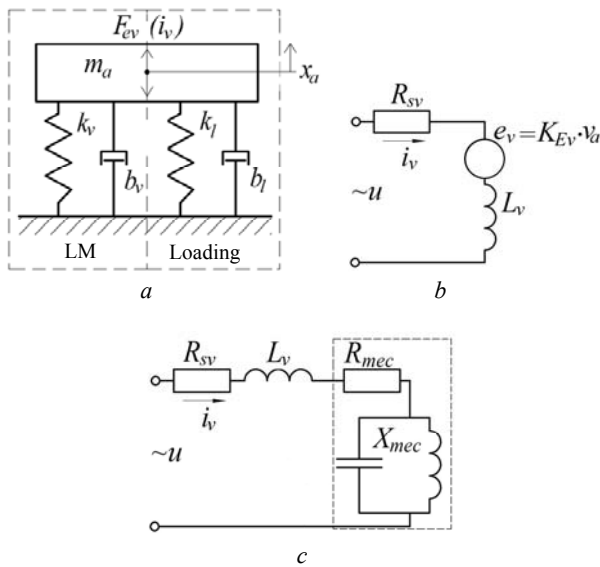 F_ev (i_v)
m_a
x_a
k_v
k_l
b_v
b_l
LM
Loading
a
R_sv
i_v
e_v=K_Ev·v_a
~u
L_v
b
R_sv
L_v
R_mec
i_v
X_mec
~u
c